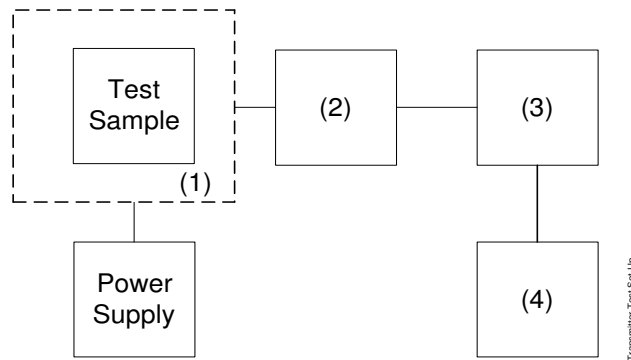 Test
Sample
(1)
(2)
(3)
Power
Supply
(4)
Transmitter Test Set Up